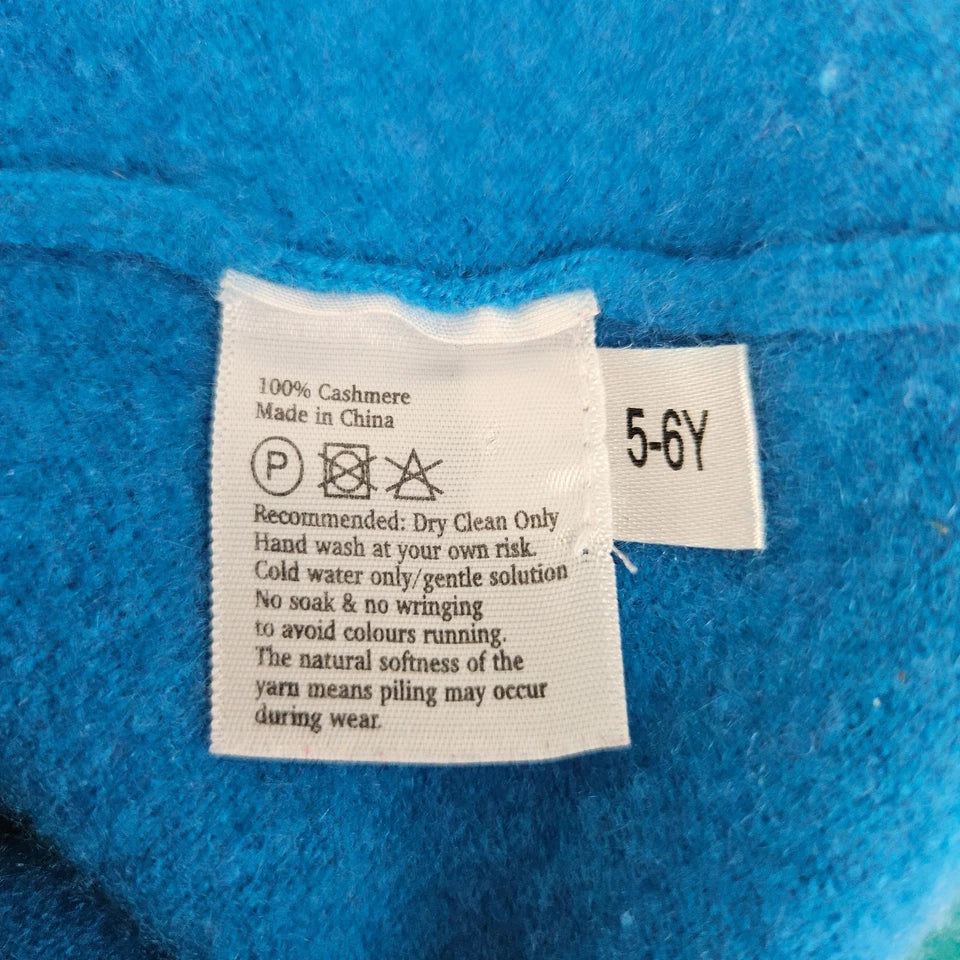 100% Cashmere
Made in China
P
Recommended: Dry Clean Only
Hand wash at your own risk.
Cold water only/gentle solution
No soak & no wringing
to avoid colours running.
The natural softness of the
yarn means piling may occur
during wear.
5-6Y